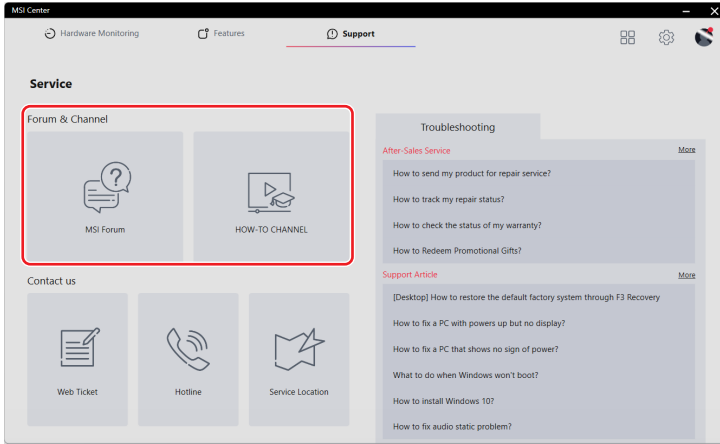 MSI Center
Hardware Monitoring
Features
Support
Service
Forum & Channel
MSI Forum
HOW-TO CHANNEL
Contact us
Web Ticket
Hotline
Service Location
Troubleshooting
After-Sales Service
More
How to send my product for repair service?
How to track my repair status?
How to check the status of my warranty?
How to Redeem Promotional Gifts?
Support Article
More
[Desktop] How to restore the default factory system through F3 Recovery
How to fix a PC with powers up but no display?
How to fix a PC that shows no sign of power?
What to do when Windows won't boot?
How to install Windows 10?
How to fix audio static problem?